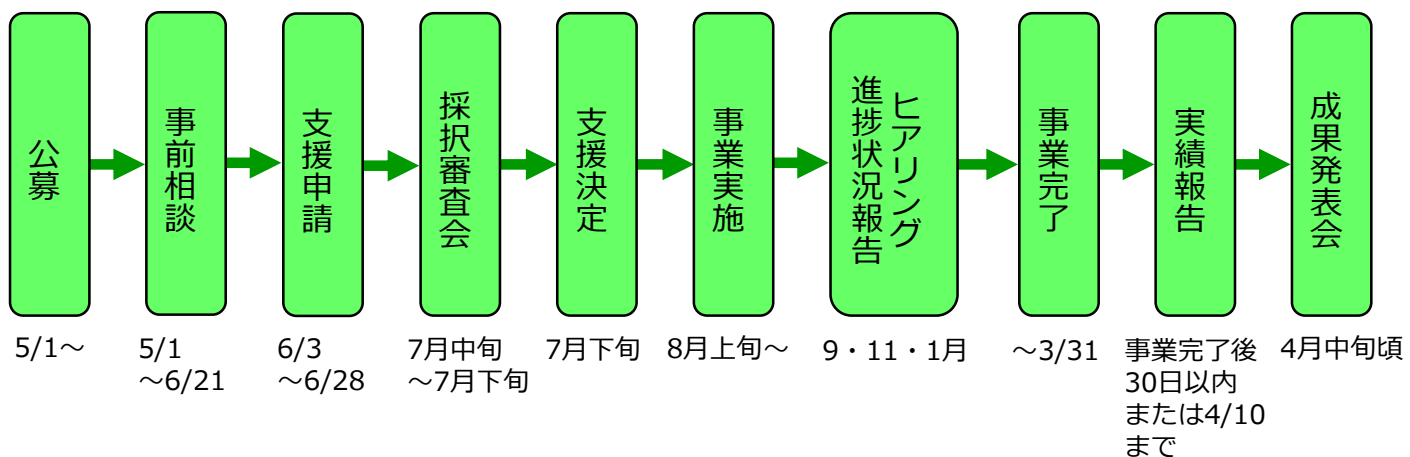 公募
事前相談
支援申請
採択審査会
支援決定
事業実施
ヒアリング
進捗状況報告
事業完了
実績報告
成果発表会
5/1~
5/1
~6/21
6/3
~6/28
7月中旬
~7月下旬
7月下旬
8月上旬~
9・11・1月
~3/31
事業完了後
30日以内
または4/10
まで
4月中旬頃